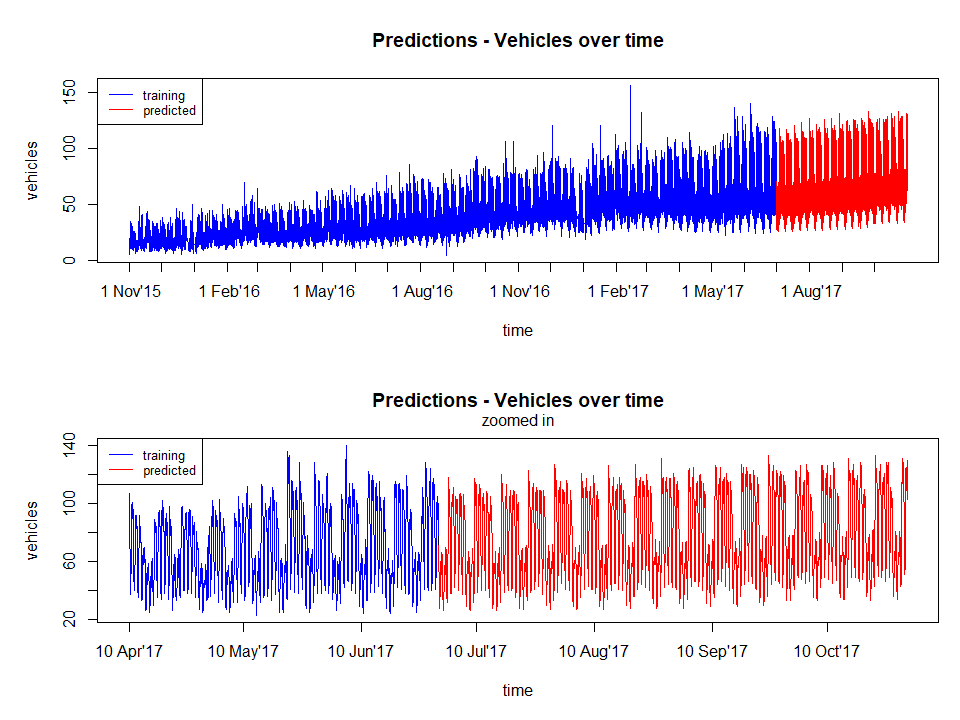 Predictions - Vehicles over time
training
predicted
150
100
50
0
vehicles
1 Nov'15 1 Feb'16 1 May'16 1 Aug'16 1 Nov'16 1 Feb'17 1 May'17 1 Aug'17
time
Predictions - Vehicles over time
zoomed in
training
predicted
140
100
60
20
vehicles
10 Apr'17 10 May'17 10 Jun'17 10 Jul'17 10 Aug'17 10 Sep'17 10 Oct'17
time